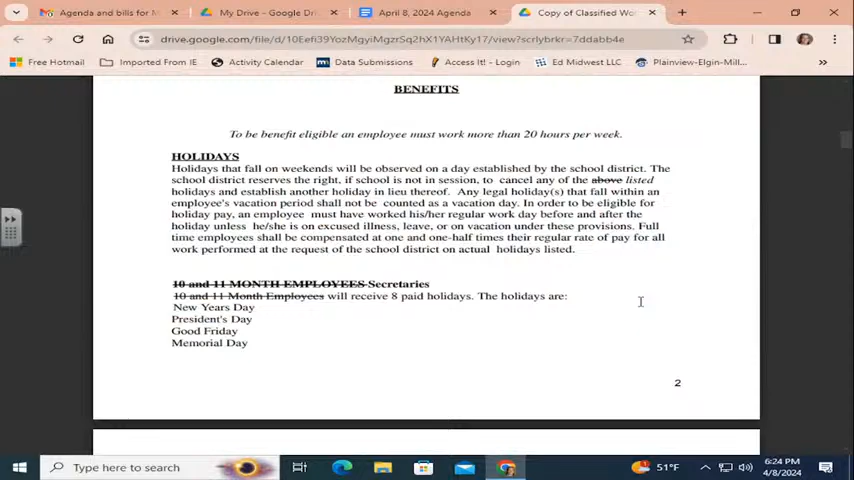 Agenda and bills for M
My Drive - Google Dri
April 8, 2024 Agenda
Copy of Classified Wo
drive.google.com/file/d/10Eefi39YozMgyiMgzrSq2hX1YAHtKy17/view?scrlybrkr=7ddabb4e
Free Hotmail
Imported From IE
Activity Calendar
Data Submissions
Access It! - Login
Ed Midwest LLC
Plainview-Elgin-Mill...
BENEFITS
To be benefit eligible an employee must work more than 20 hours per week.
HOLIDAYS
Holidays that fall on weekends will be observed on a day established by the school district. The
school district reserves the right, if school is not in session, to cancel any of the above listed
holidays and establish another holiday in lieu thereof. Any legal holiday(s) that fall within an
employee's vacation period shall not be counted as a vacation day. In order to be eligible for
holiday pay, an employee must have worked his/her regular work day before and after the
holiday unless he/she is on excused illness, leave, or on vacation under these provisions. Full
time employees shall be compensated at one and one-half times their regular rate of pay for all
work performed at the request of the school district on actual holidays listed.
10 and 11 MONTH EMPLOYEES Secretaries
10 and 11 Month Employees will receive 8 paid holidays. The holidays are:
New Years Day
President's Day
Good Friday
Memorial Day
2
Type here to search
51°F
6:24 PM
4/8/2024